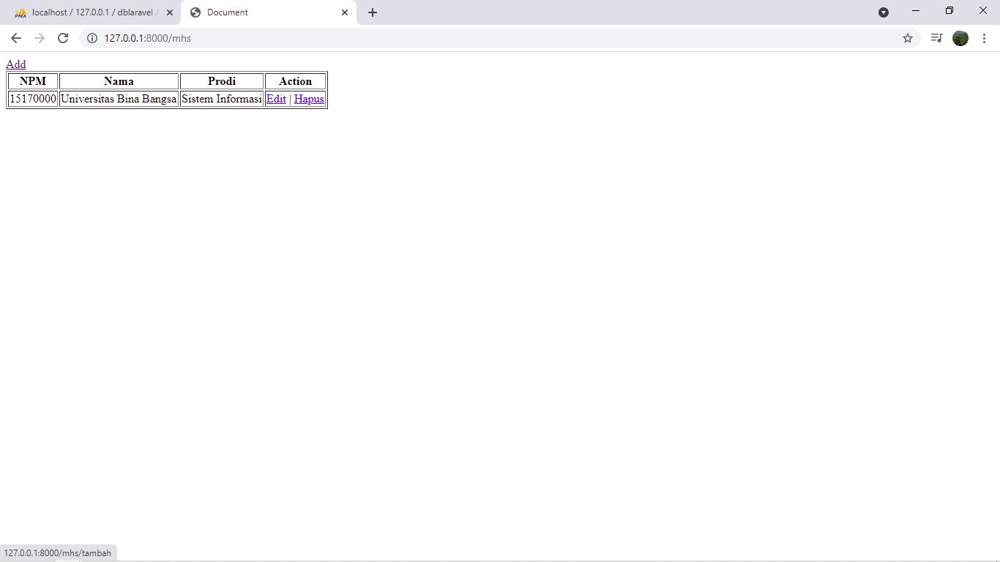 PMA localhost / 127.0.0.1 / dblaravel / Document
127.0.0.1:8000/mhs
Add
NPM Nama Prodi Action
15170000 Universitas Bina Bangsa Sistem Informasi Edit | Hapus
127.0.0.1:8000/mhs/tambah